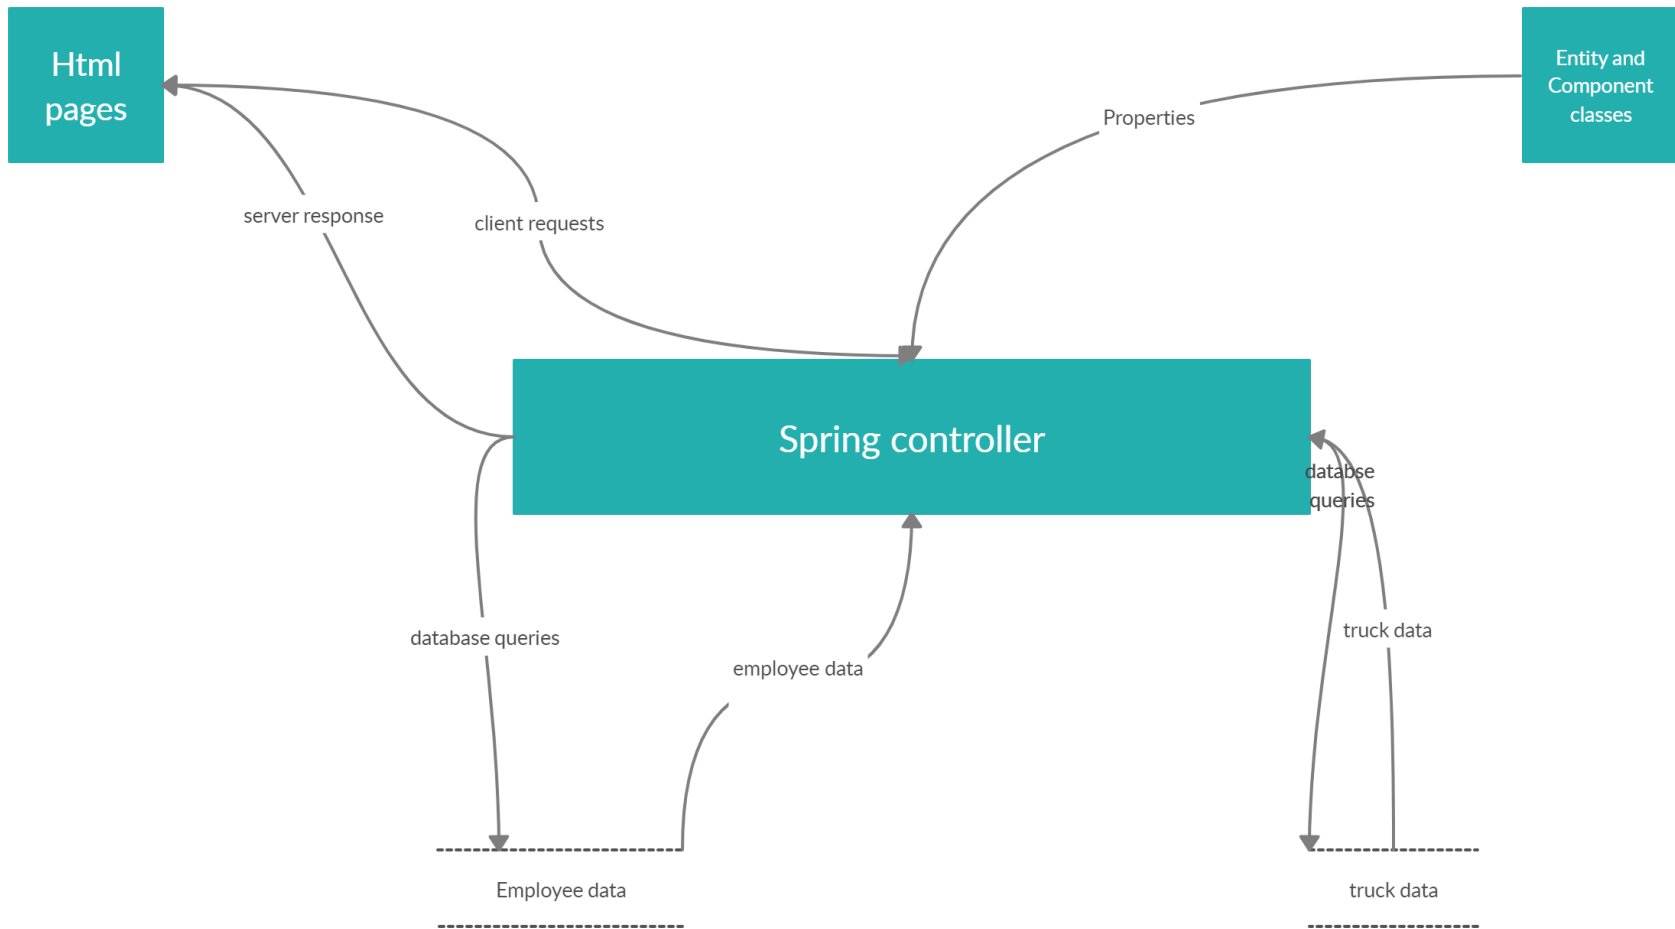 Html
pages
Entity and
Component
classes
Properties
server response
client requests
Spring controller
databse
queries
database queries
truck data
employee data
Employee data
truck data